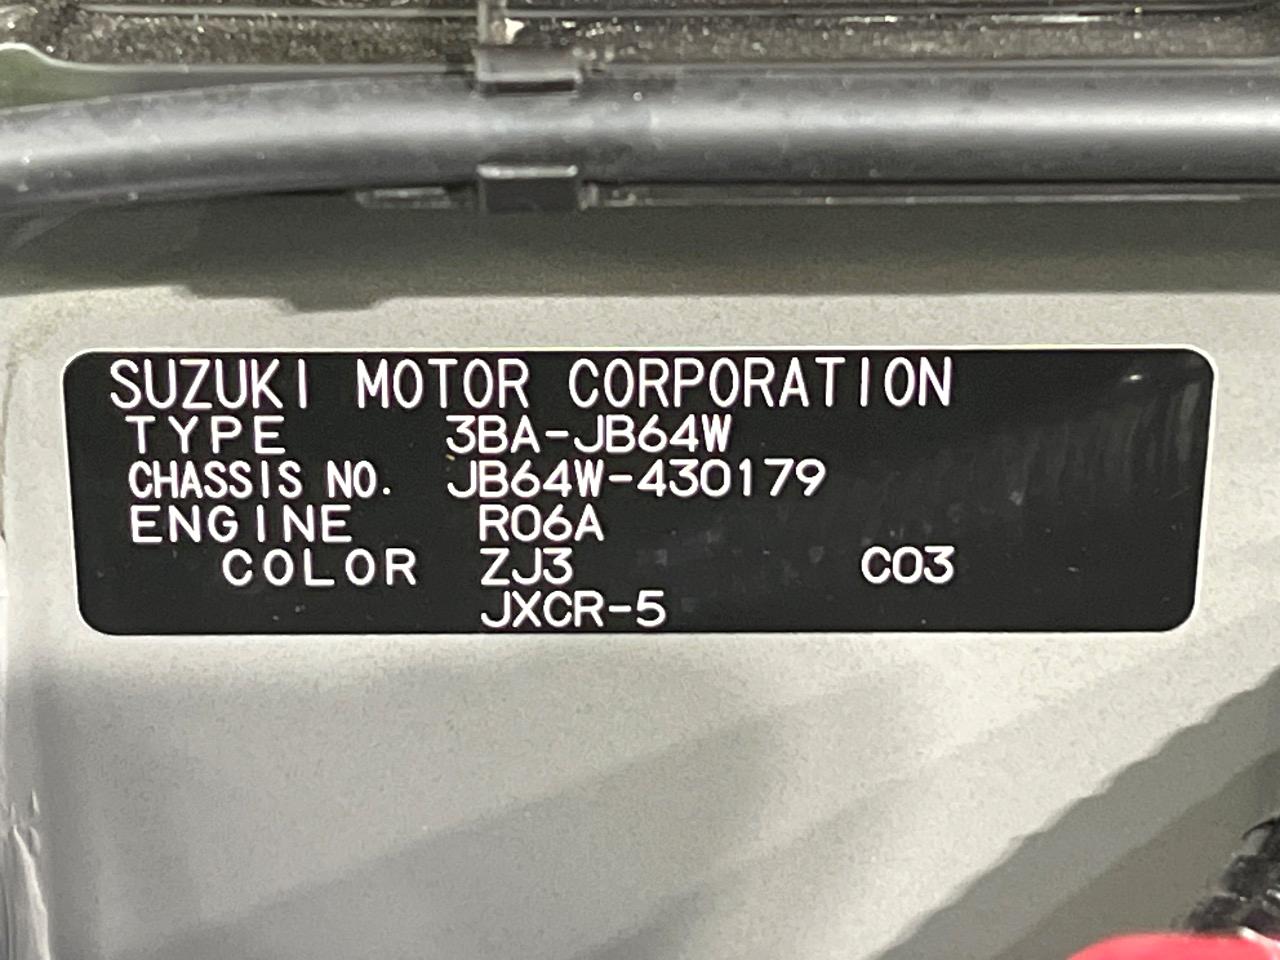 SUZUKI MOTOR CORPORATION
TYPE 3BA-JB64W
CHASSIS NO. JB64W-430179
ENGINE R06A
COLOR ZJ3 C03
JXCR-5